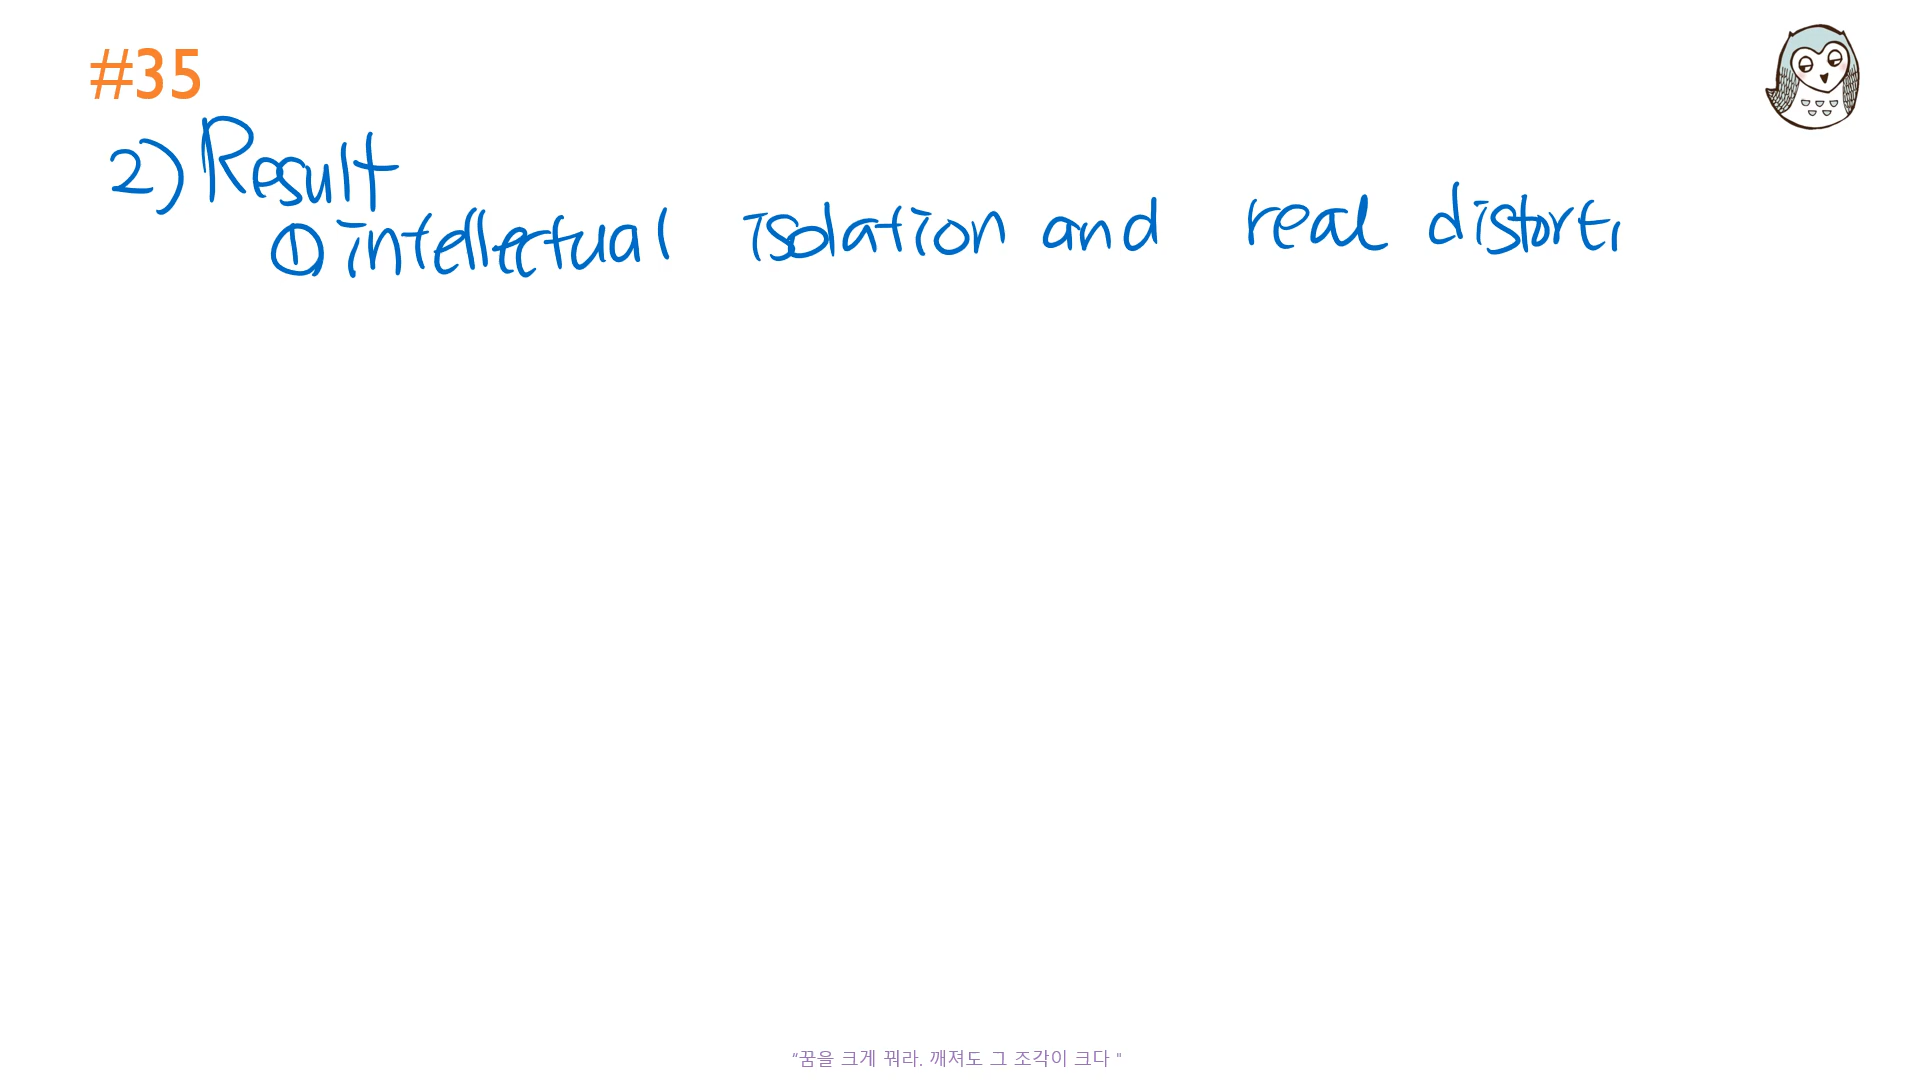 #35
2) Result
① intellectual isolation and real distorti
“꿈을 크게 꿔라. 깨져도 그 조각이 크다 "